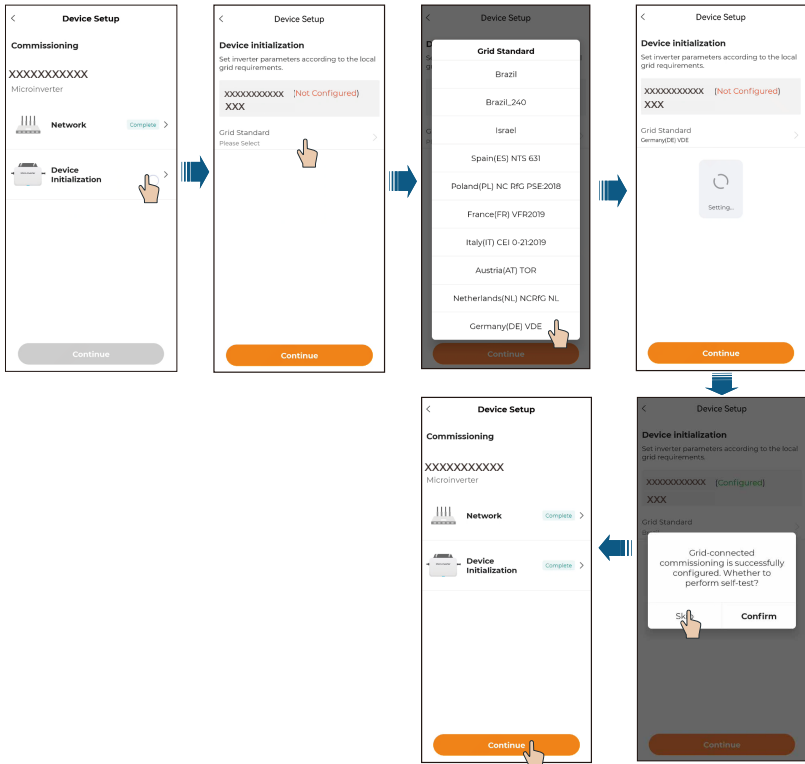 Device Setup
Commissioning
XXXXXXXXXXX
Microinverter
Network
Complete
Device
Initialization
Continue
Device Setup
Device initialization
Set inverter parameters according to the local
grid requirements.
XXXXXXXXXXX (Not Configured)
XXX
Grid Standard
Please Select
Continue
Device Setup
Grid Standard
Brazil
Brazil_240
Israel
Spain(ES) NTS 631
Poland(PL) NC RfG PSE:2018
France(FR) VFR2019
Italy(IT) CEI 0-21:2019
Austria(AT) TOR
Netherlands(NL) NCRfG NL
Germany(DE) VDE
Continue
Device Setup
Device initialization
Set inverter parameters according to the local
grid requirements.
XXXXXXXXXXX (Not Configured)
XXX
Grid Standard
Germany(DE) VDE
Setting...
Continue
Device Setup
Commissioning
XXXXXXXXXXX
Microinverter
Network
Complete
Device
Initialization
Complete
Continue
Device Setup
Device initialization
Set inverter parameters according to the local
grid requirements.
XXXXXXXXXXX (Configured)
XXX
Grid Standard
Grid-connected
commissioning is successfully
configured. Whether to
perform self-test?
Skip
Confirm
Continue